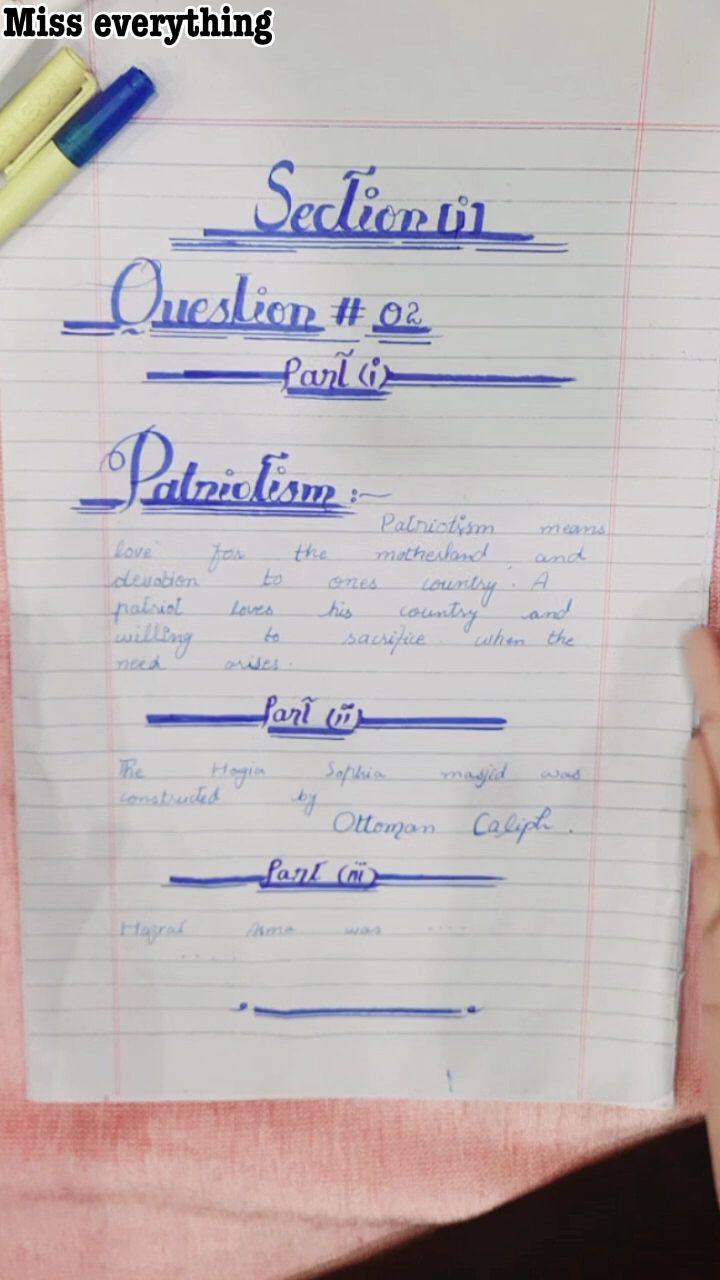 Miss everything
Section (ii)
Question # 02
Part (i)
Patriotism :-
Patriotism means
love for the motherland and
devotion to ones country. A
patriot loves his country and
willing to sacrifice when the
need arises.
Part (ii)
The Hagia Sophia masjid was
constructed by
Ottoman Caliph.
Part (iii)
Hazrat Asma was ....
.....